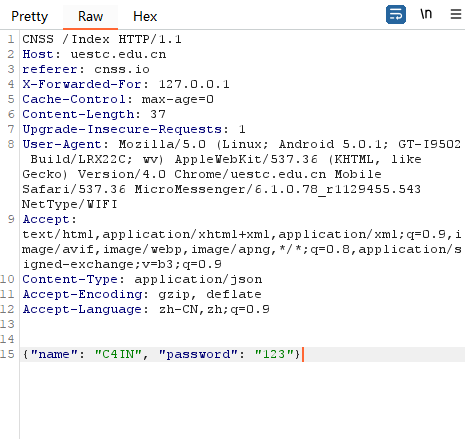 Pretty Raw Hex \n
1 CNSS /Index HTTP/1.1
2 Host: uestc.edu.cn
3 referer: cnss.io
4 X-Forwarded-For: 127.0.0.1
5 Cache-Control: max-age=0
6 Content-Length: 37
7 Upgrade-Insecure-Requests: 1
8 User-Agent: Mozilla/5.0 (Linux; Android 5.0.1; GT-I9502
Build/LRX22C; wv) AppleWebKit/537.36 (KHTML, like
Gecko) Version/4.0 Chrome/uestc.edu.cn Mobile
Safari/537.36 MicroMessenger/6.1.0.78_r1129455.543
NetType/WIFI
9 Accept:
text/html,application/xhtml+xml,application/xml;q=0.9,i
mage/avif,image/webp,image/apng,*/*;q=0.8,application/s
igned-exchange;v=b3;q=0.9
10 Content-Type: application/json
11 Accept-Encoding: gzip, deflate
12 Accept-Language: zh-CN,zh;q=0.9
13
14
15 {"name": "C4IN", "password": "123"}